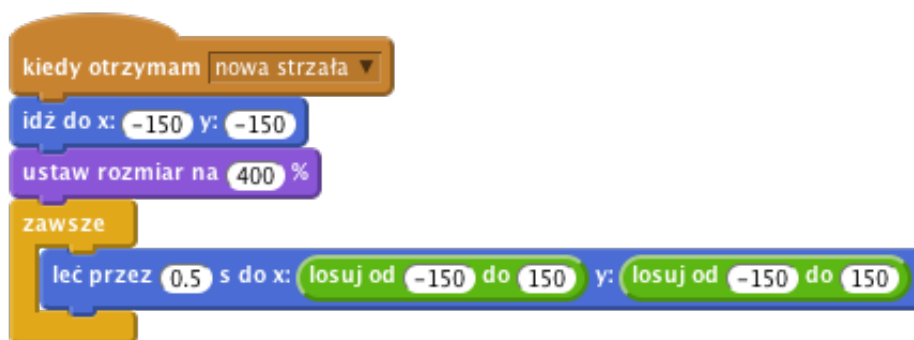 kiedy otrzymam nowa strzała
idź do x: -150 y: -150
ustaw rozmiar na 400 %
zawsze
leć przez 0.5 s do x: losuj od -150 do 150 y: losuj od -150 do 150